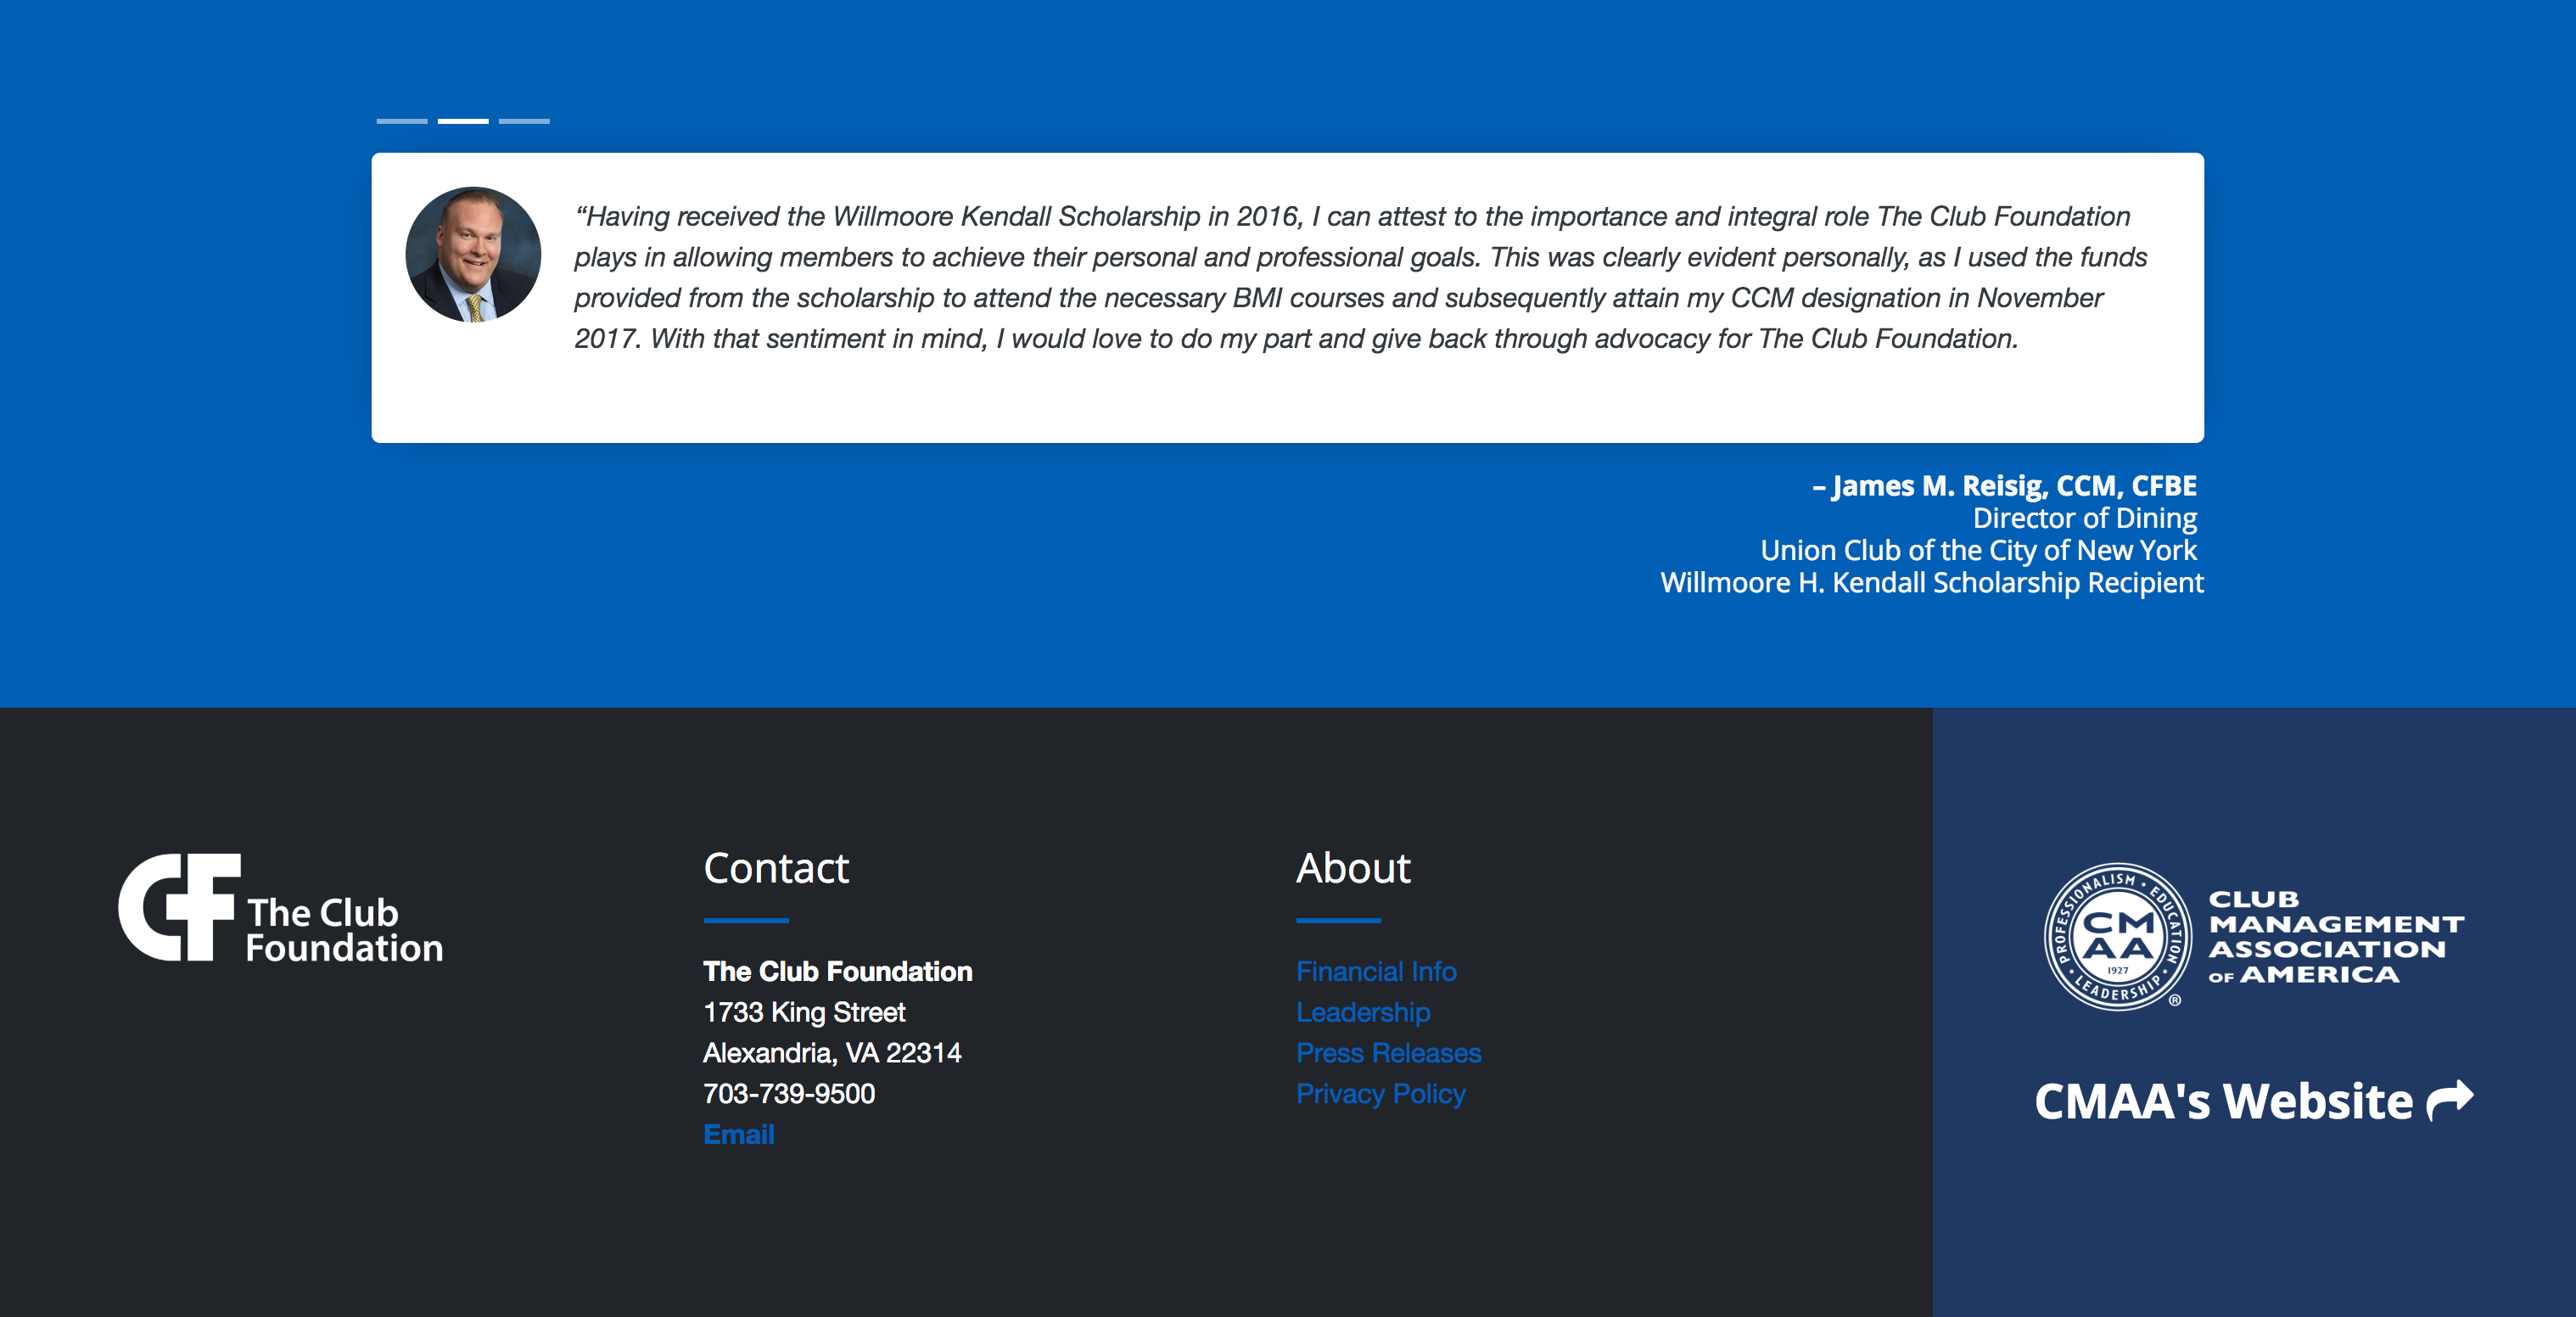 “Having received the Willmoore Kendall Scholarship in 2016, I can attest to the importance and integral role The Club Foundation
plays in allowing members to achieve their personal and professional goals. This was clearly evident personally, as I used the funds
provided from the scholarship to attend the necessary BMI courses and subsequently attain my CCM designation in November
2017. With that sentiment in mind, I would love to do my part and give back through advocacy for The Club Foundation.
– James M. Reisig, CCM, CFBE
Director of Dining
Union Club of the City of New York
Willmoore H. Kendall Scholarship Recipient
CF The Club
Foundation
Contact
The Club Foundation
1733 King Street
Alexandria, VA 22314
703-739-9500
Email
About
Financial Info
Leadership
Press Releases
Privacy Policy
PROFESSIONALISM • EDUCATION • LEADERSHIP •
CM
AA
1927
®
CLUB
MANAGEMENT
ASSOCIATION
OF AMERICA
CMAA's Website